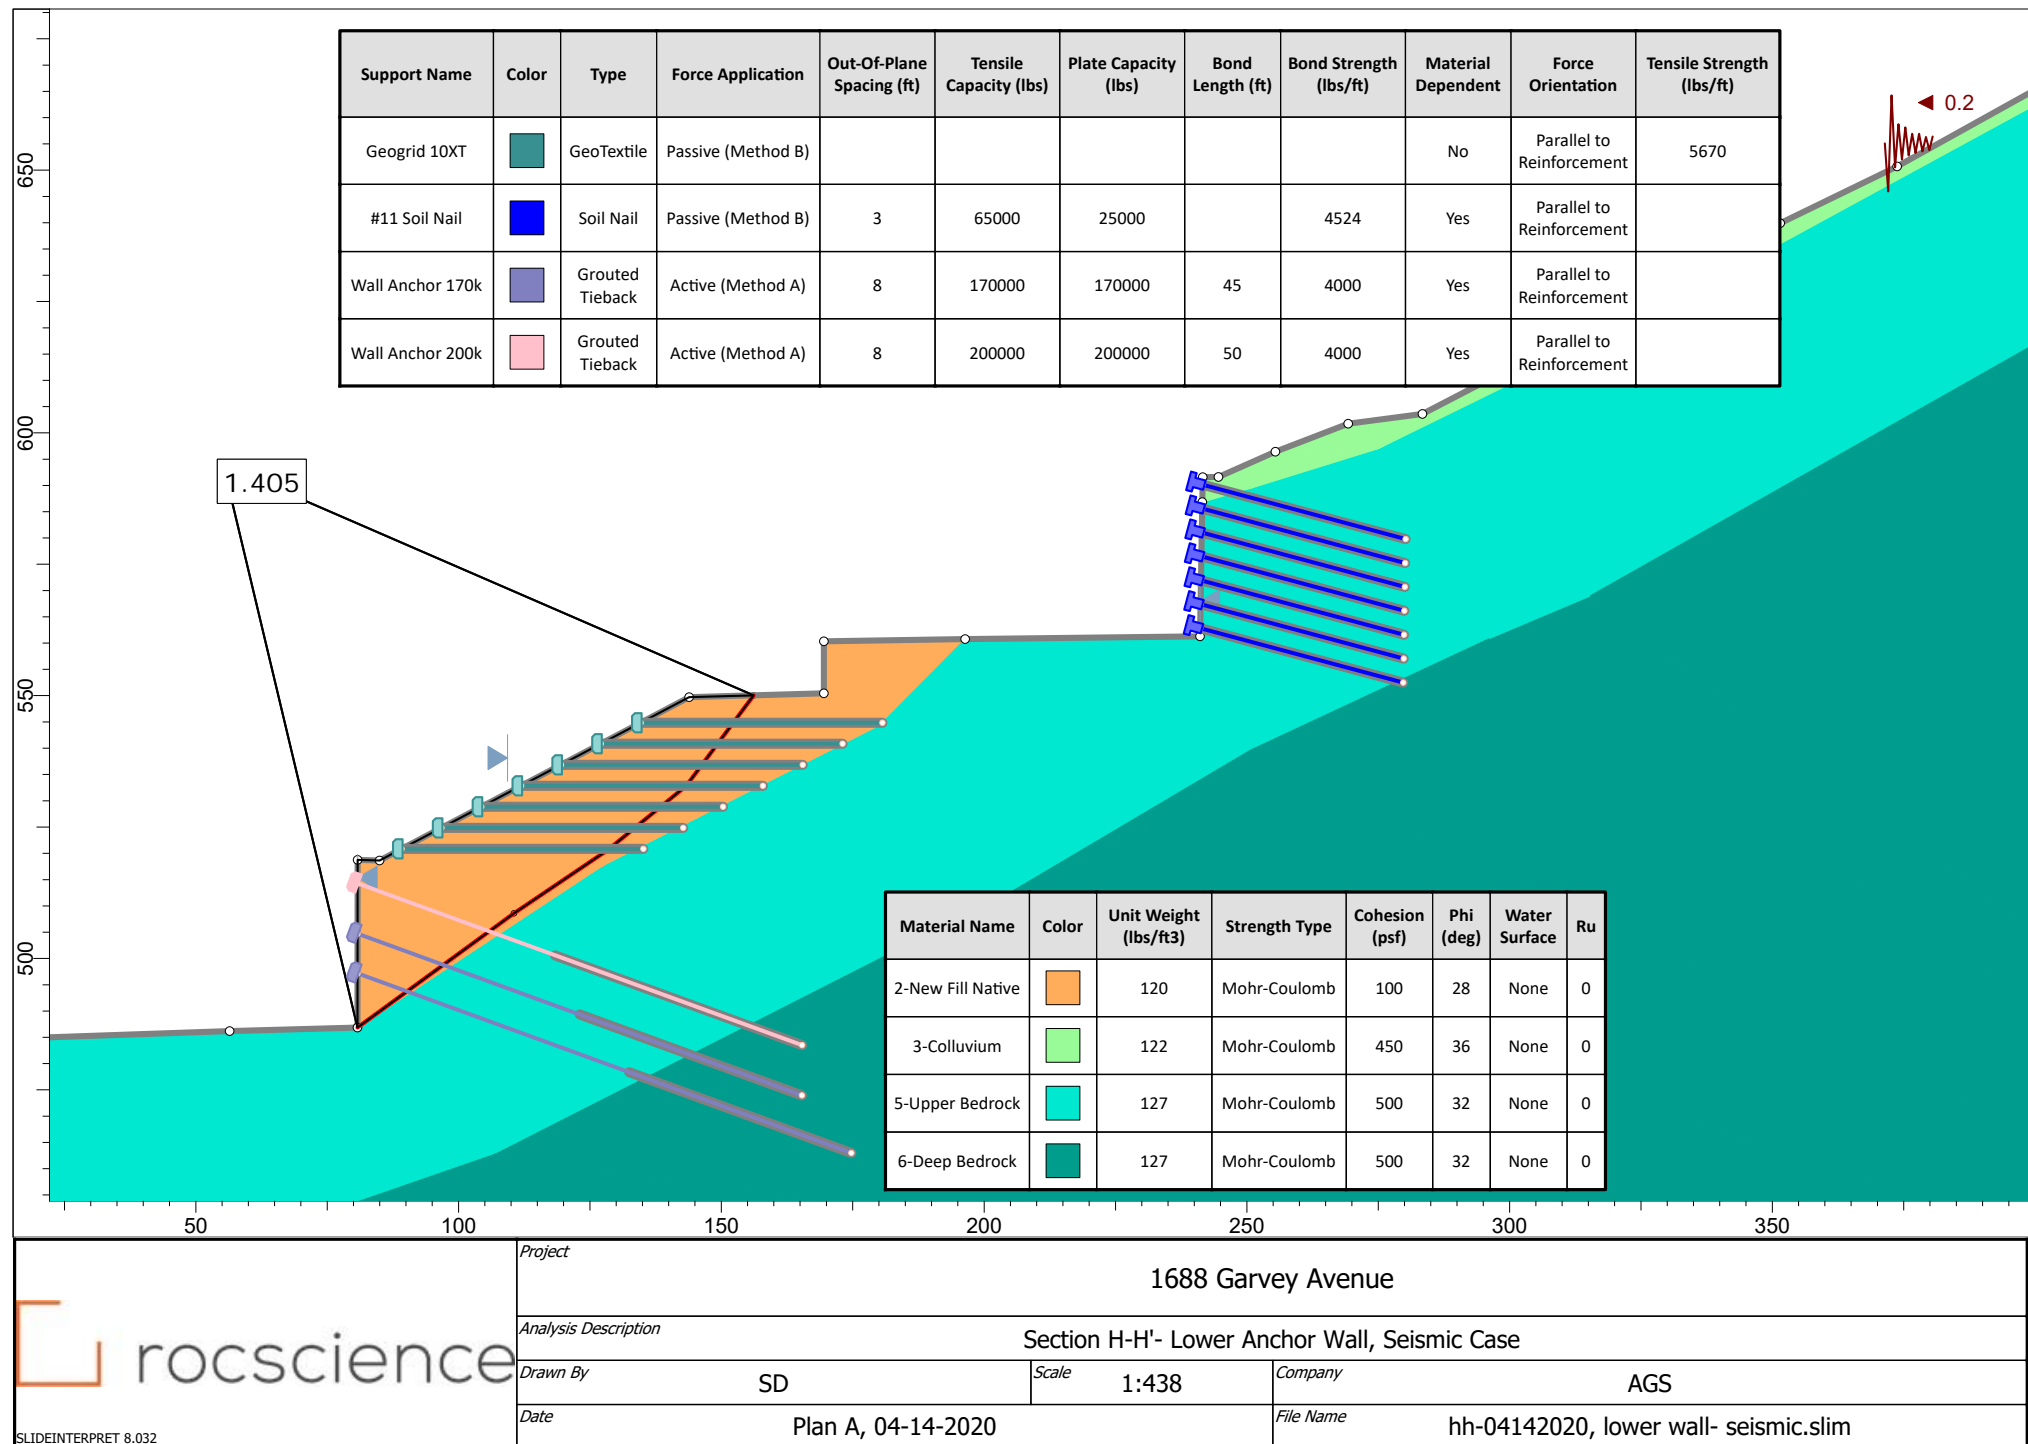 Support Name Color Type Force Application Out-Of-Plane Spacing (ft) Tensile Capacity (lbs) Plate Capacity (lbs) Bond Length (ft) Bond Strength (lbs/ft) Material Dependent Force Orientation Tensile Strength (lbs/ft)
Geogrid 10XT GeoTextile Passive (Method B) No Parallel to Reinforcement 5670
#11 Soil Nail Soil Nail Passive (Method B) 3 65000 25000 4524 Yes Parallel to Reinforcement
Wall Anchor 170k Grouted Tieback Active (Method A) 8 170000 170000 45 4000 Yes Parallel to Reinforcement
Wall Anchor 200k Grouted Tieback Active (Method A) 8 200000 200000 50 4000 Yes Parallel to Reinforcement
0.2
650
600
550
500
1.405
Material Name Color Unit Weight (lbs/ft3) Strength Type Cohesion (psf) Phi (deg) Water Surface Ru
2-New Fill Native 120 Mohr-Coulomb 100 28 None 0
3-Colluvium 122 Mohr-Coulomb 450 36 None 0
5-Upper Bedrock 127 Mohr-Coulomb 500 32 None 0
6-Deep Bedrock 127 Mohr-Coulomb 500 32 None 0
50 100 150 200 250 300 350
rocscience
SLIDEINTERPRET 8.032
Project
1688 Garvey Avenue
Analysis Description
Section H-H'- Lower Anchor Wall, Seismic Case
Drawn By SD Scale 1:438 Company AGS
Date Plan A, 04-14-2020 File Name hh-04142020, lower wall- seismic.slim